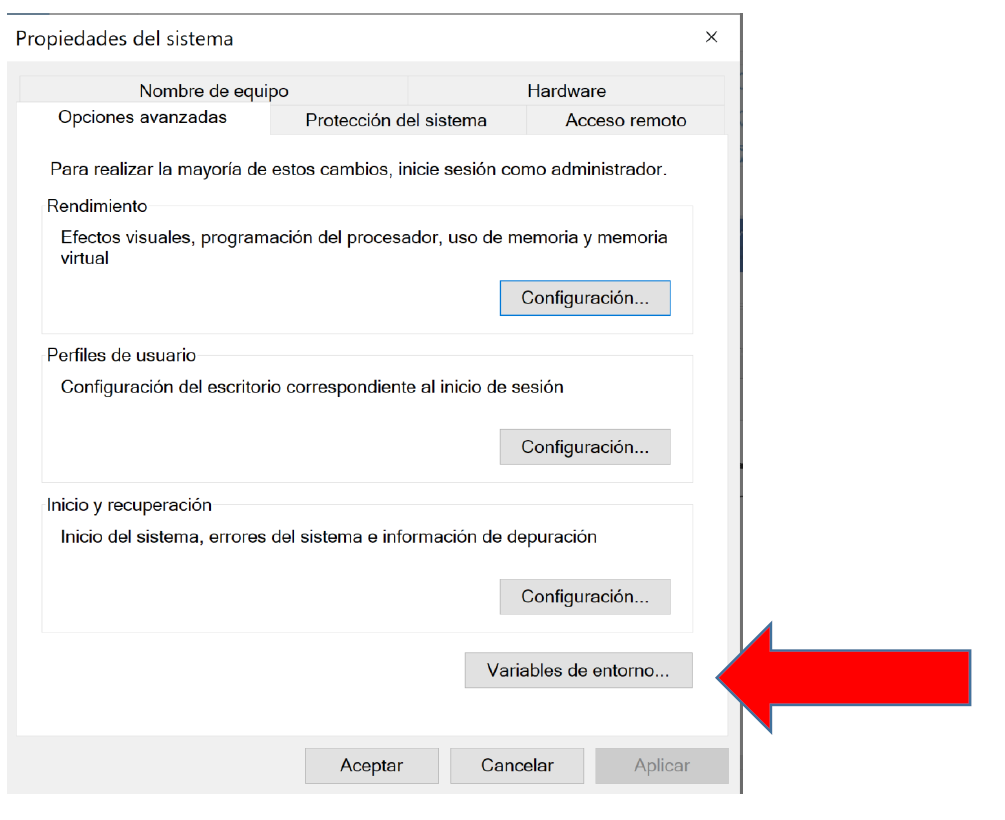 Propiedades del sistema
Nombre de equipo
Hardware
Opciones avanzadas
Protección del sistema
Acceso remoto
Para realizar la mayoría de estos cambios, inicie sesión como administrador.
Rendimiento
Efectos visuales, programación del procesador, uso de memoria y memoria
virtual
Configuración...
Perfiles de usuario
Configuración del escritorio correspondiente al inicio de sesión
Configuración...
Inicio y recuperación
Inicio del sistema, errores del sistema e información de depuración
Configuración...
Variables de entorno...
Aceptar
Cancelar
Aplicar